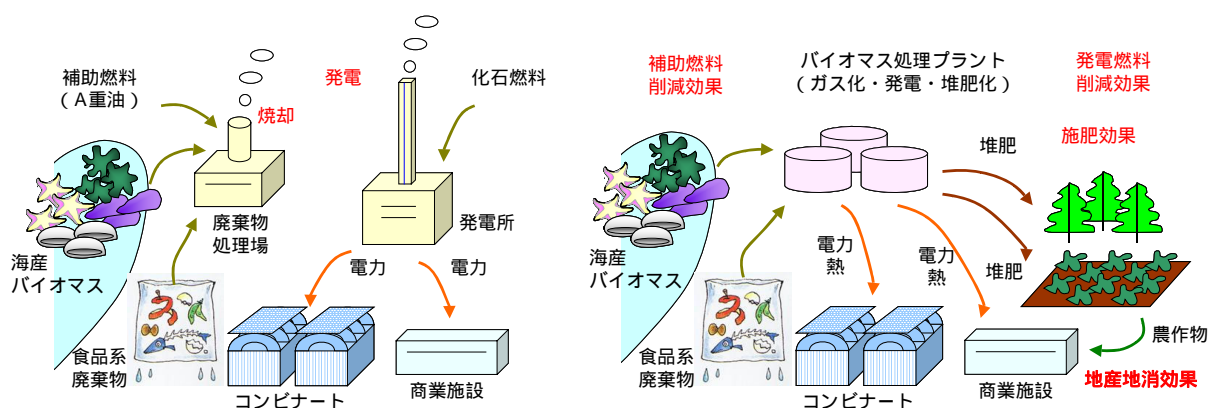 補助燃料
（A重油）
発電
化石燃料
焼却
海産
バイオマス
廃棄物
処理場
発電所
電力
電力
食品系
廃棄物
コンビナート
商業施設
補助燃料
削減効果
バイオマス処理プラント
（ガス化・発電・堆肥化）
発電燃料
削減効果
堆肥
施肥効果
海産
バイオマス
電力
熱
電力
熱
堆肥
食品系
廃棄物
コンビナート
商業施設
農作物
地産地消効果